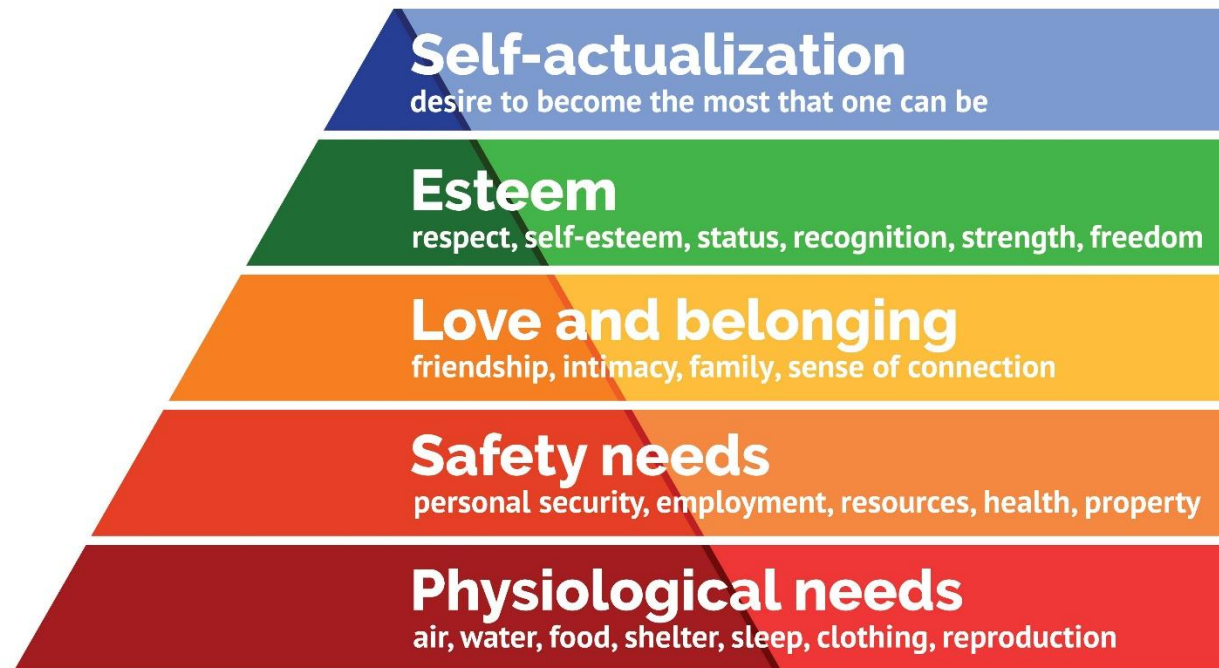 Self-actualization
desire to become the most that one can be
Esteem
respect, self-esteem, status, recognition, strength, freedom
Love and belonging
friendship, intimacy, family, sense of connection
Safety needs
personal security, employment, resources, health, property
Physiological needs
air, water, food, shelter, sleep, clothing, reproduction